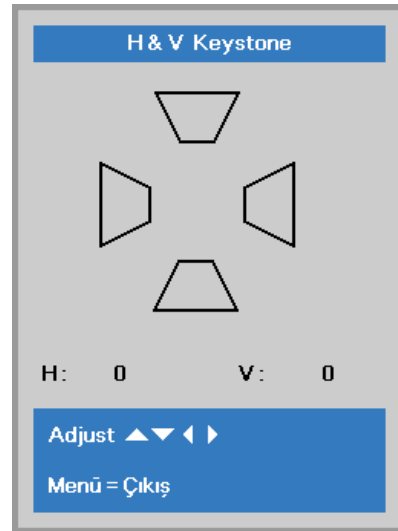 H & V Keystone
H: 0 V: 0
Adjust
Menü = Çıkış